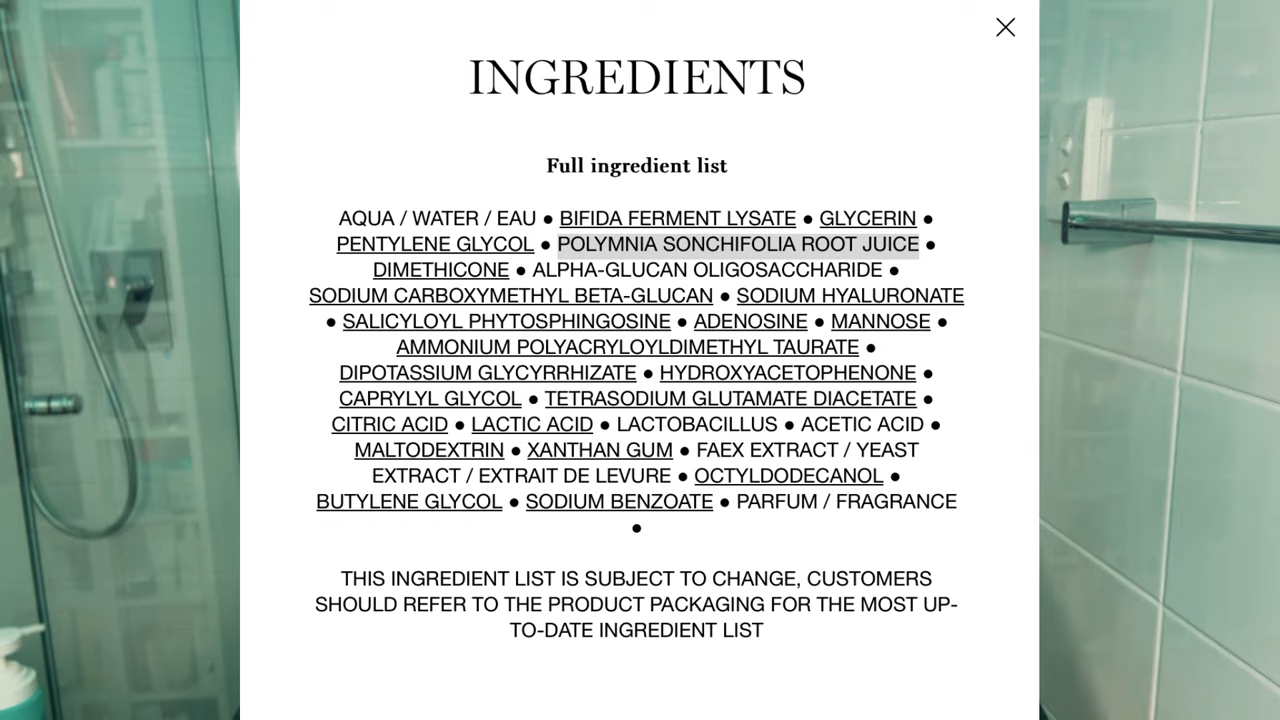 INGREDIENTS
Full ingredient list
AQUA / WATER / EAU ● BIFIDA FERMENT LYSATE ● GLYCERIN ●
PENTYLENE GLYCOL ● POLYMNIA SONCHIFOLIA ROOT JUICE ●
DIMETHICONE ● ALPHA-GLUCAN OLIGOSACCHARIDE ●
SODIUM CARBOXYMETHYL BETA-GLUCAN ● SODIUM HYALURONATE
● SALICYLOYL PHYTOSPHINGOSINE ● ADENOSINE ● MANNOSE ●
AMMONIUM POLYACRYLOYLDIMETHYL TAURATE ●
DIPOTASSIUM GLYCYRRHIZATE ● HYDROXYACETOPHENONE ●
CAPRYLYL GLYCOL ● TETRASODIUM GLUTAMATE DIACETATE ●
CITRIC ACID ● LACTIC ACID ● LACTOBACILLUS ● ACETIC ACID ●
MALTODEXTRIN ● XANTHAN GUM ● FAEX EXTRACT / YEAST
EXTRACT / EXTRAIT DE LEVURE ● OCTYLDODECANOL ●
BUTYLENE GLYCOL ● SODIUM BENZOATE ● PARFUM / FRAGRANCE
●
THIS INGREDIENT LIST IS SUBJECT TO CHANGE, CUSTOMERS
SHOULD REFER TO THE PRODUCT PACKAGING FOR THE MOST UP-
TO-DATE INGREDIENT LIST